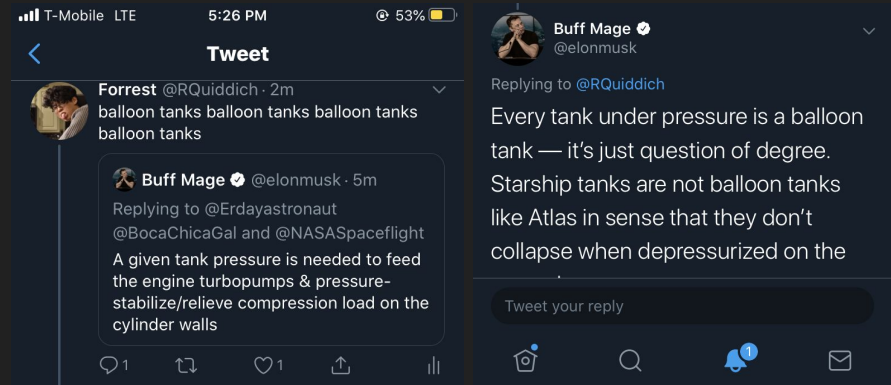 T-Mobile LTE 5:26 PM 53%
Tweet
Forrest @RQuiddich · 2m
balloon tanks balloon tanks balloon tanks
balloon tanks
Buff Mage @elonmusk · 5m
Replying to @Erdayastronaut
@BocaChicaGal and @NASASpaceflight
A given tank pressure is needed to feed
the engine turbopumps & pressure-
stabilize/relieve compression load on the
cylinder walls
1 1
Buff Mage
@elonmusk
Replying to @RQuiddich
Every tank under pressure is a balloon
tank — it's just question of degree.
Starship tanks are not balloon tanks
like Atlas in sense that they don't
collapse when depressurized on the
Tweet your reply
1